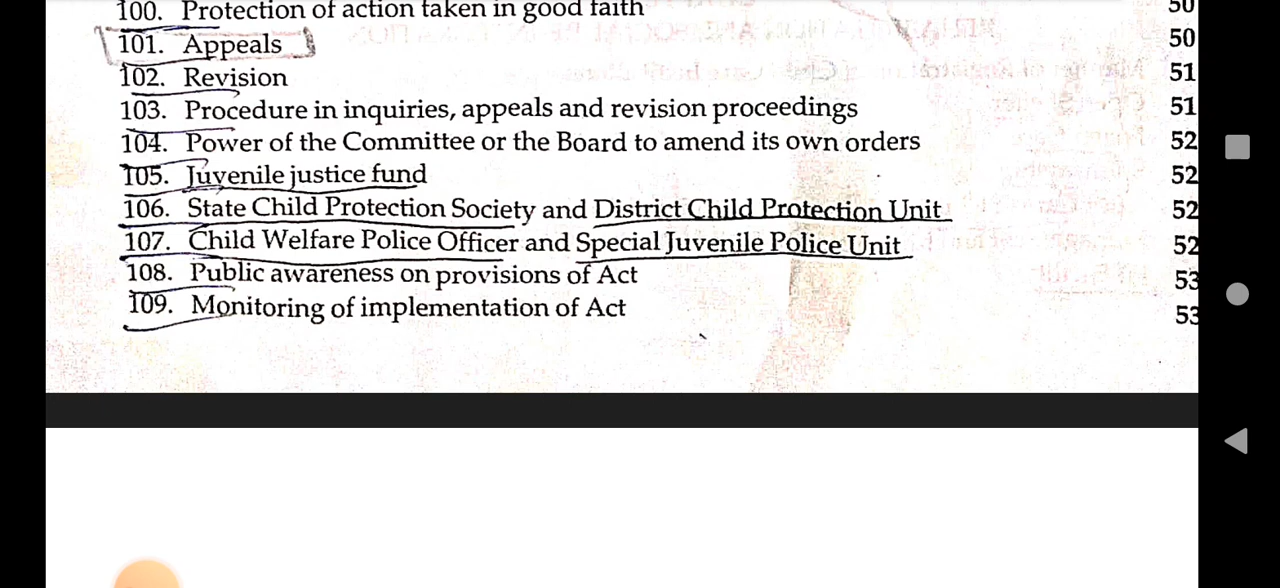 100. Protection of action taken in good faith 50
101. Appeals 50
102. Revision 51
103. Procedure in inquiries, appeals and revision proceedings 51
104. Power of the Committee or the Board to amend its own orders 52
105. Juvenile justice fund 52
106. State Child Protection Society and District Child Protection Unit 52
107. Child Welfare Police Officer and Special Juvenile Police Unit 52
108. Public awareness on provisions of Act 53
109. Monitoring of implementation of Act 53